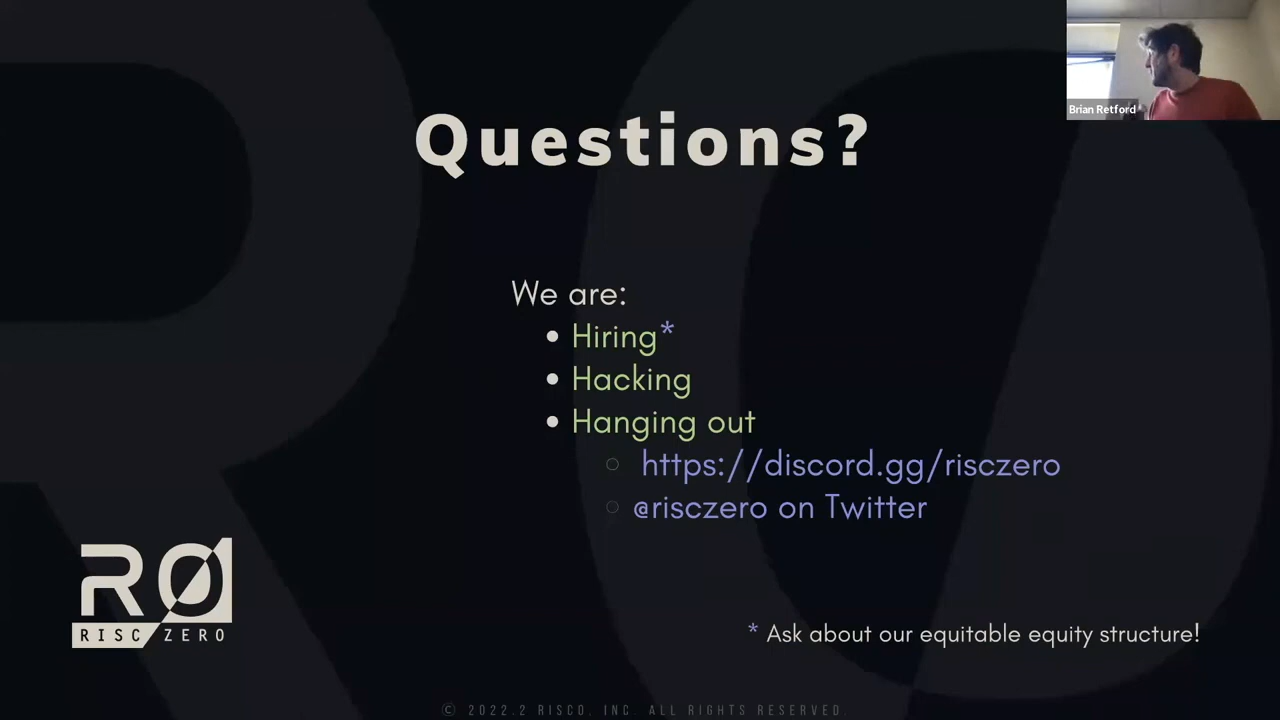 Brian Retford
Questions?
We are:
Hiring*
Hacking
Hanging out
https://discord.gg/risczero
@risczero on Twitter
RØ
RISC ZERO
* Ask about our equitable equity structure!
© 2022.2 RISC0, INC. ALL RIGHTS RESERVED.